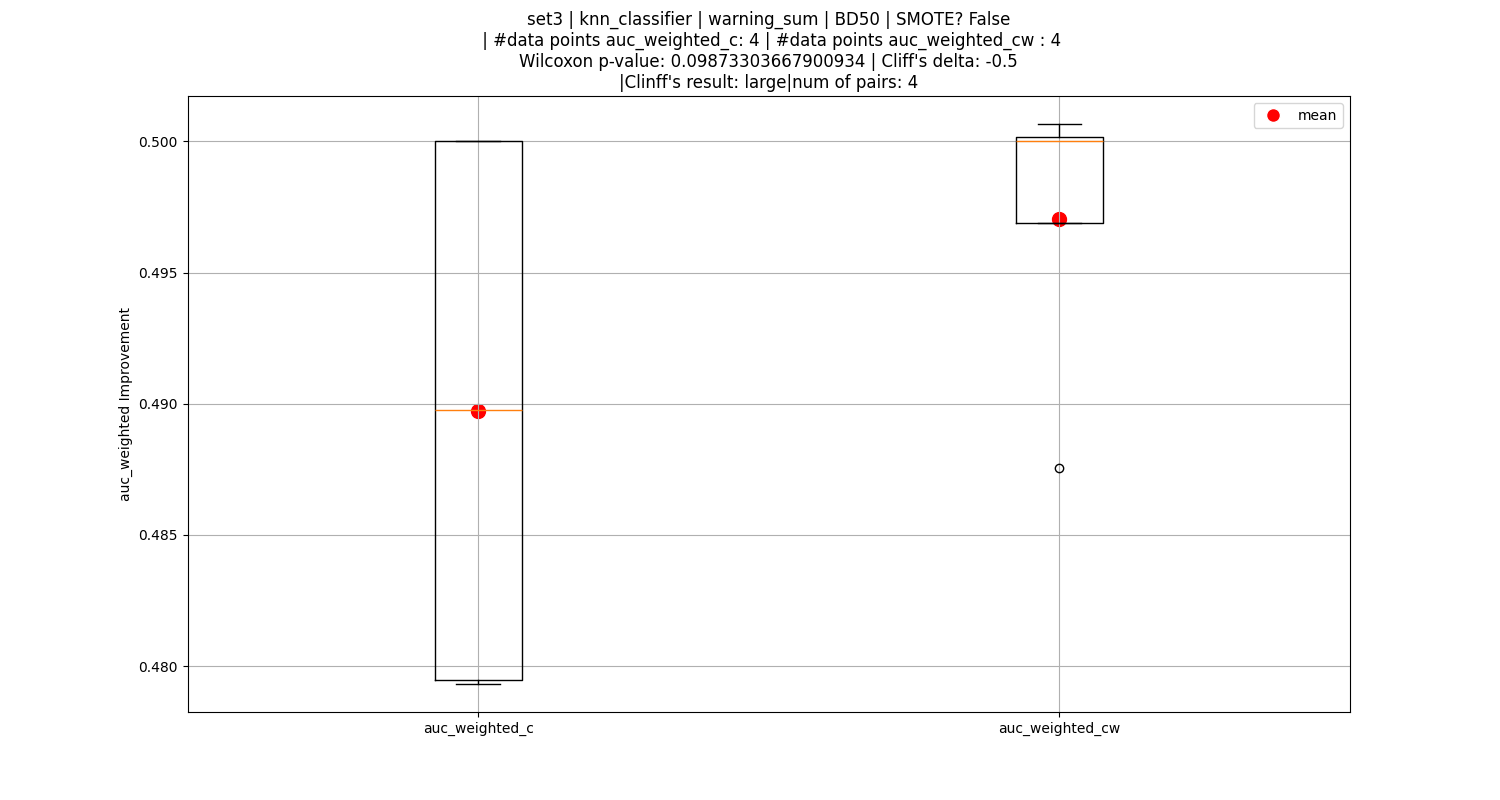 set3 | knn_classifier | warning_sum | BD50 | SMOTE? False
| #data points auc_weighted_c: 4 | #data points auc_weighted_cw : 4
Wilcoxon p-value: 0.09873303667900934 | Cliff's delta: -0.5
|Clinff's result: large|num of pairs: 4
mean
0.500
0.495
0.490
0.485
0.480
auc_weighted Improvement
auc_weighted_c
auc_weighted_cw